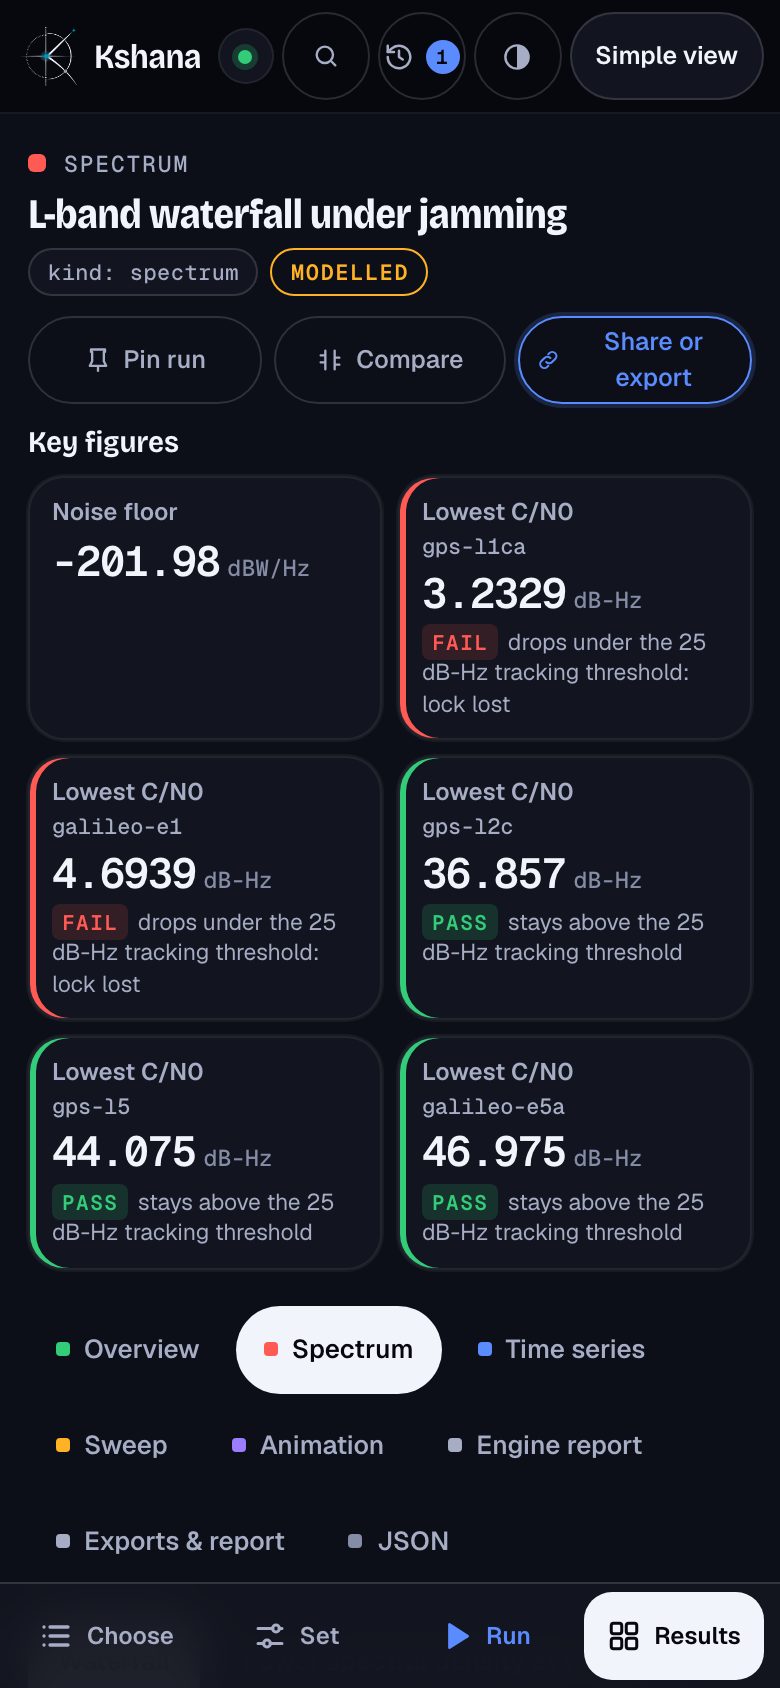 Kshana
1
Simple view
SPECTRUM
L-band waterfall under jamming
kind: spectrum
MODELLED
Pin run
Compare
Share or
export
Key figures
Noise floor
-201.98 dBW/Hz
Lowest C/N0
gps-l1ca
3.2329 dB-Hz
FAIL drops under the 25
dB-Hz tracking threshold:
lock lost
Lowest C/N0
galileo-e1
4.6939 dB-Hz
FAIL drops under the 25
dB-Hz tracking threshold:
lock lost
Lowest C/N0
gps-l2c
36.857 dB-Hz
PASS stays above the 25
dB-Hz tracking threshold
Lowest C/N0
gps-l5
44.075 dB-Hz
PASS stays above the 25
dB-Hz tracking threshold
Lowest C/N0
galileo-e5a
46.975 dB-Hz
PASS stays above the 25
dB-Hz tracking threshold
Overview
Spectrum
Time series
Sweep
Animation
Engine report
Exports & report
JSON
Choose
Set
Run
Results